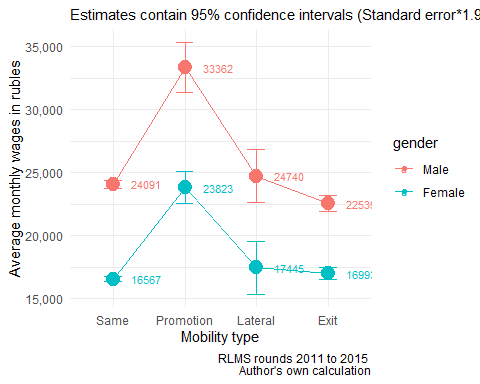 Estimates contain 95% confidence intervals (Standard error*1.9
Average monthly wages in rubles
35,000
30,000
25,000
20,000
15,000
33362
24091
24740
22539
23823
16567
17445
1699
Same Promotion Lateral Exit
Mobility type
gender
Male
Female
RLMS rounds 2011 to 2015
Author's own calculation